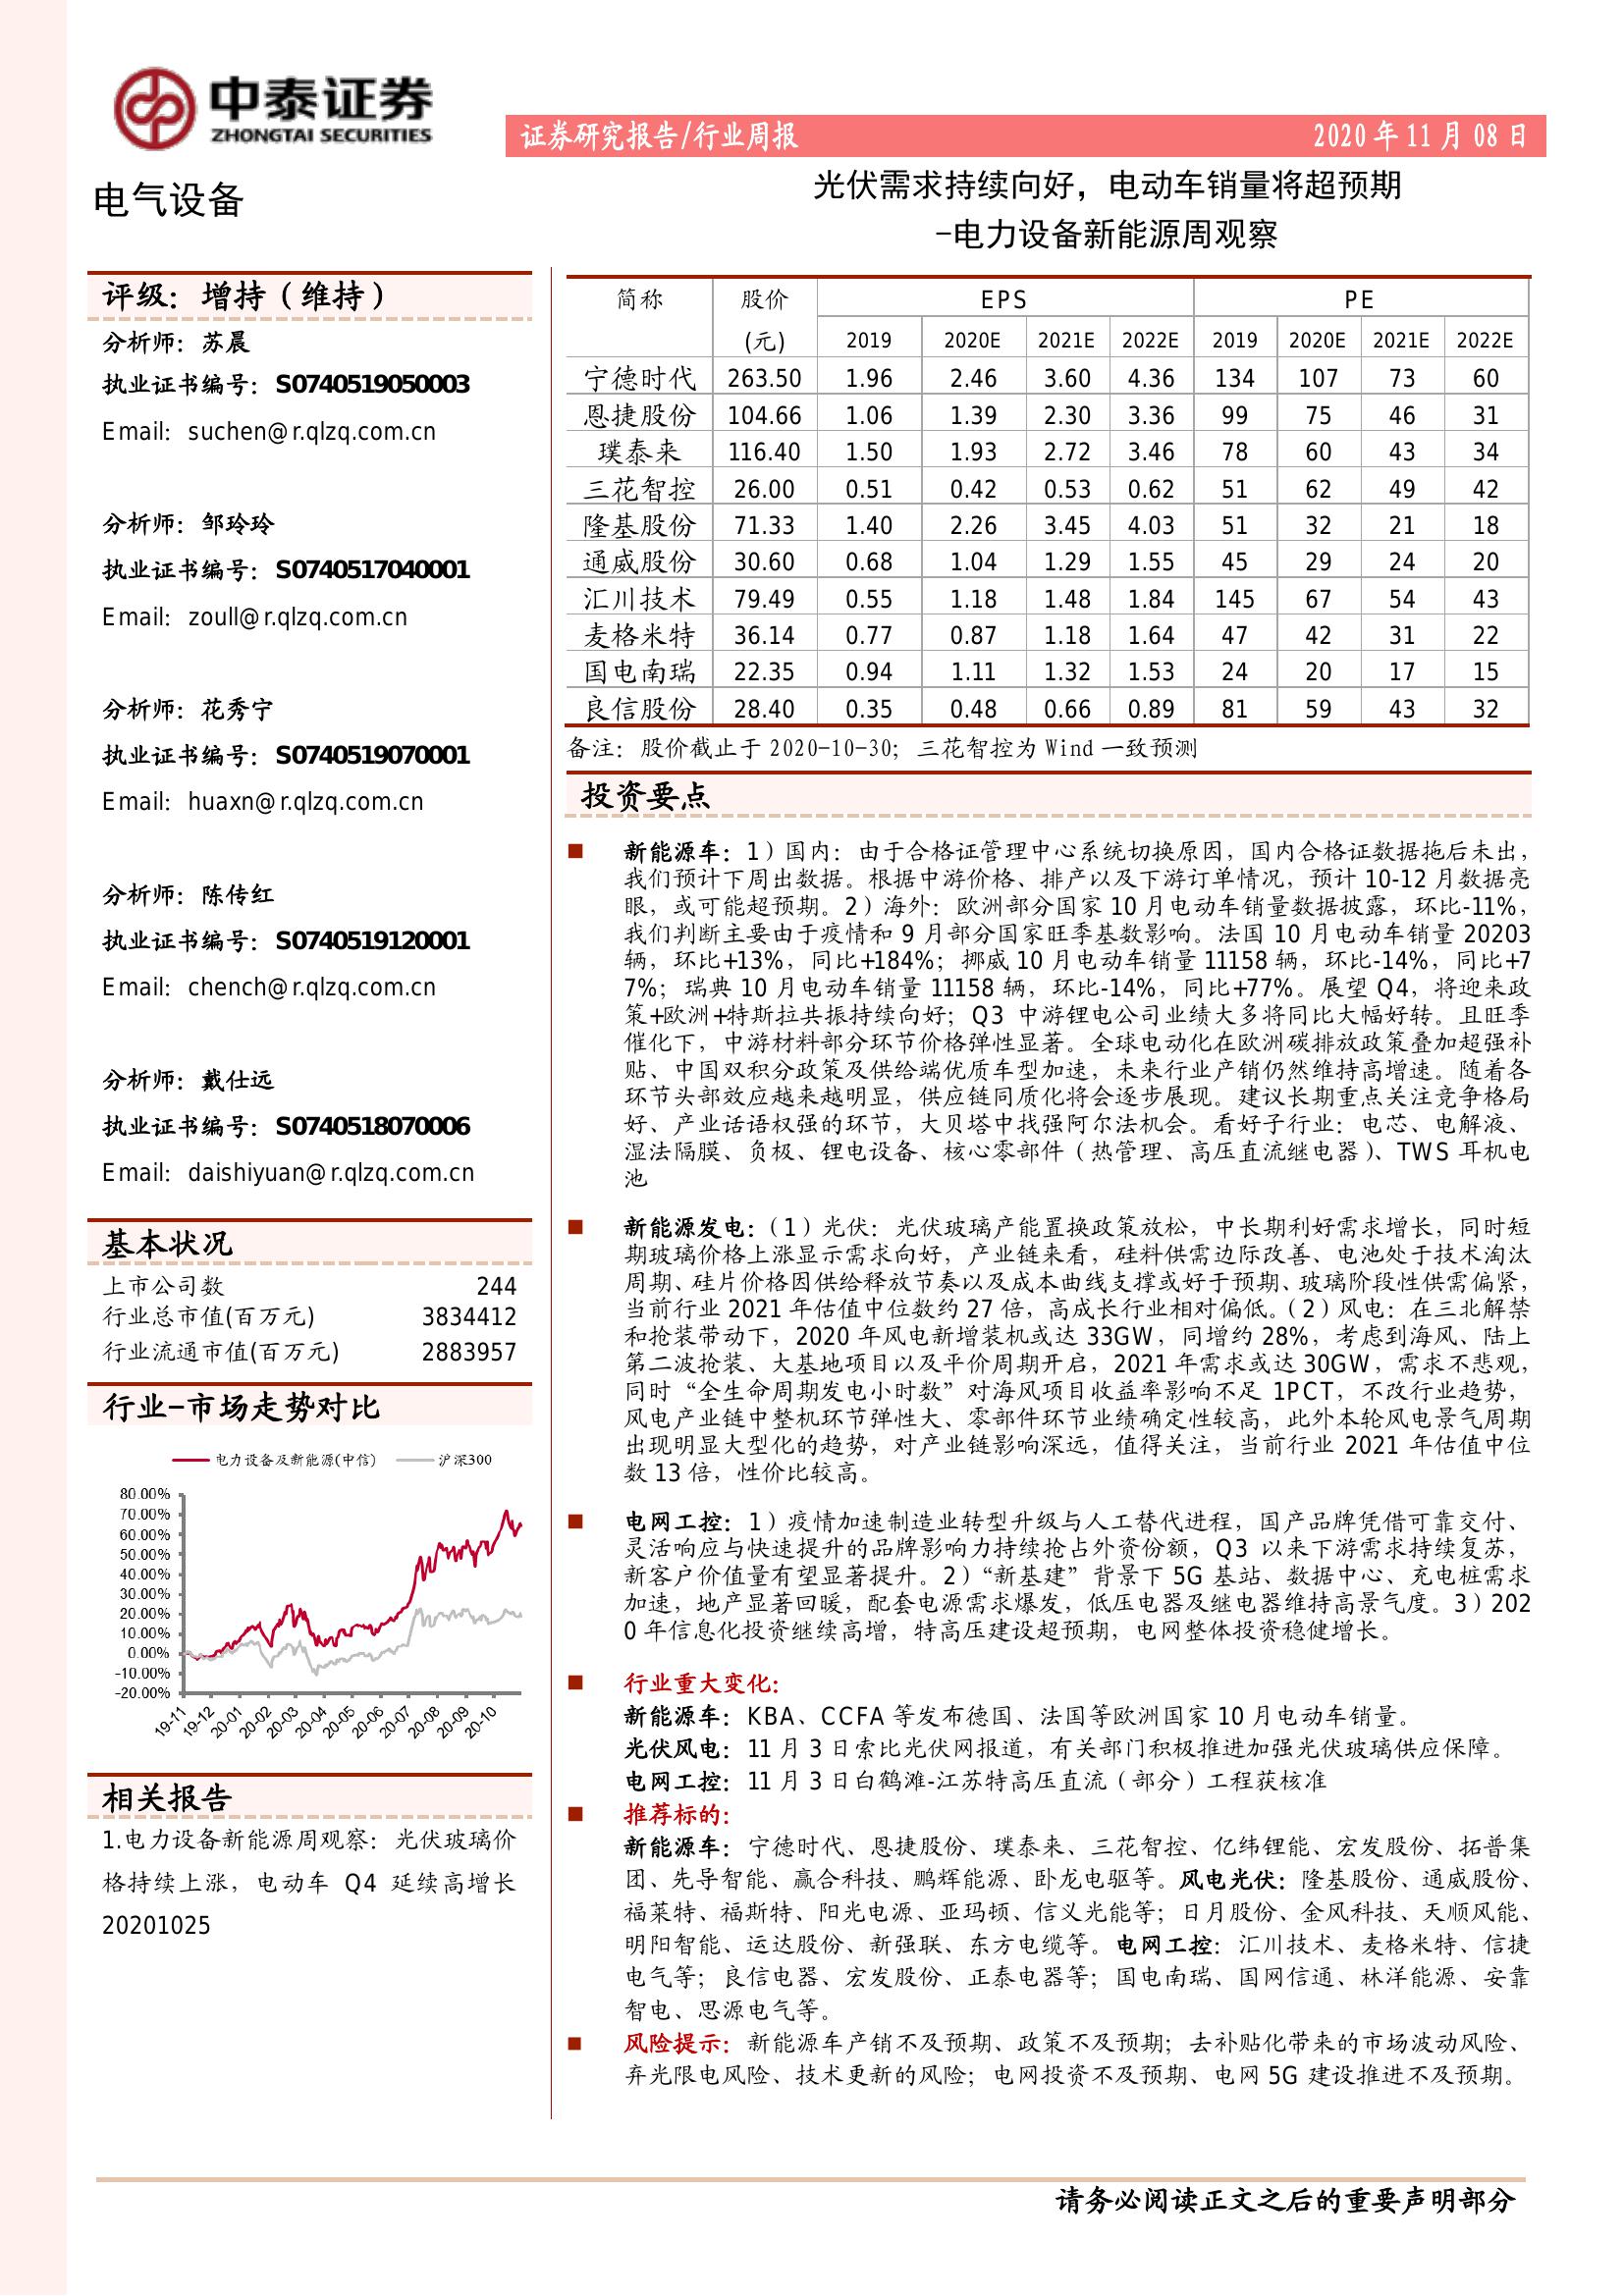 中泰证券
ZHONGTAI SECURITIES
证券研究报告/行业周报 2020 年 11 月 08 日
电气设备
光伏需求持续向好，电动车销量将超预期
-电力设备新能源周观察
评级：增持（维持）
分析师：苏晨
执业证书编号：S0740519050003
Email：suchen@r.qlzq.com.cn
分析师：邹玲玲
执业证书编号：S0740517040001
Email：zoull@r.qlzq.com.cn
分析师：花秀宁
执业证书编号：S0740519070001
Email：huaxn@r.qlzq.com.cn
分析师：陈传红
执业证书编号：S0740519120001
Email：chench@r.qlzq.com.cn
分析师：戴仕远
执业证书编号：S0740518070006
Email：daishiyuan@r.qlzq.com.cn
基本状况
上市公司数 244
行业总市值(百万元) 3834412
行业流通市值(百万元) 2883957
行业-市场走势对比
电力设备及新能源(中信) 沪深300
80.00%
70.00%
60.00%
50.00%
40.00%
30.00%
20.00%
10.00%
0.00%
-10.00%
-20.00%
19-11 19-12 20-01 20-02 20-03 20-04 20-05 20-06 20-07 20-08 20-09 20-10
相关报告
1.电力设备新能源周观察：光伏玻璃价
格持续上涨，电动车 Q4 延续高增长
20201025
简称 股价 EPS PE
(元) 2019 2020E 2021E 2022E 2019 2020E 2021E 2022E
宁德时代 263.50 1.96 2.46 3.60 4.36 134 107 73 60
恩捷股份 104.66 1.06 1.39 2.30 3.36 99 75 46 31
璞泰来 116.40 1.50 1.93 2.72 3.46 78 60 43 34
三花智控 26.00 0.51 0.42 0.53 0.62 51 62 49 42
隆基股份 71.33 1.40 2.26 3.45 4.03 51 32 21 18
通威股份 30.60 0.68 1.04 1.29 1.55 45 29 24 20
汇川技术 79.49 0.55 1.18 1.48 1.84 145 67 54 43
麦格米特 36.14 0.77 0.87 1.18 1.64 47 42 31 22
国电南瑞 22.35 0.94 1.11 1.32 1.53 24 20 17 15
良信股份 28.40 0.35 0.48 0.66 0.89 81 59 43 32
备注：股价截止于 2020-10-30；三花智控为 Wind 一致预测
投资要点
新能源车：1）国内：由于合格证管理中心系统切换原因，国内合格证数据拖后未出，
我们预计下周出数据。根据中游价格、排产以及下游订单情况，预计 10-12 月数据亮
眼，或可能超预期。2）海外：欧洲部分国家 10 月电动车销量数据披露，环比-11%，
我们判断主要由于疫情和 9 月部分国家旺季基数影响。法国 10 月电动车销量 20203
辆，环比+13%，同比+184%；挪威 10 月电动车销量 11158 辆，环比-14%，同比+7
7%；瑞典 10 月电动车销量 11158 辆，环比-14%，同比+77%。展望 Q4，将迎来政
策+欧洲+特斯拉共振持续向好；Q3 中游锂电公司业绩大多将同比大幅好转。且旺季
催化下，中游材料部分环节价格弹性显著。全球电动化在欧洲碳排放政策叠加超强补
贴、中国双积分政策及供给端优质车型加速，未来行业产销仍然维持高增速。随着各
环节头部效应越来越明显，供应链同质化将会逐步展现。建议长期重点关注竞争格局
好、产业话语权强的环节，大贝塔中找强阿尔法机会。看好子行业：电芯、电解液、
湿法隔膜、负极、锂电设备、核心零部件（热管理、高压直流继电器）、TWS 耳机电
池
新能源发电：（1）光伏：光伏玻璃产能置换政策放松，中长期利好需求增长，同时短
期玻璃价格上涨显示需求向好，产业链来看，硅料供需边际改善、电池处于技术淘汰
周期、硅片价格因供给释放节奏以及成本曲线支撑或好于预期、玻璃阶段性供需偏紧，
当前行业 2021 年估值中位数约 27 倍，高成长行业相对偏低。（2）风电：在三北解禁
和抢装带动下，2020 年风电新增装机或达 33GW，同增约 28%，考虑到海风、陆上
第二波抢装、大基地项目以及平价周期开启，2021 年需求或达 30GW，需求不悲观，
同时“全生命周期发电小时数”对海风项目收益率影响不足 1PCT，不改行业趋势，
风电产业链中整机环节弹性大、零部件环节业绩确定性较高，此外本轮风电景气周期
出现明显大型化的趋势，对产业链影响深远，值得关注，当前行业 2021 年估值中位
数 13 倍，性价比较高。
电网工控：1）疫情加速制造业转型升级与人工替代进程，国产品牌凭借可靠交付、
灵活响应与快速提升的品牌影响力持续抢占外资份额，Q3 以来下游需求持续复苏，
新客户价值量有望显著提升。2）“新基建”背景下 5G 基站、数据中心、充电桩需求
加速，地产显著回暖，配套电源需求爆发，低压电器及继电器维持高景气度。3）202
0 年信息化投资继续高增，特高压建设超预期，电网整体投资稳健增长。
行业重大变化：
新能源车：KBA、CCFA 等发布德国、法国等欧洲国家 10 月电动车销量。
光伏风电：11 月 3 日索比光伏网报道，有关部门积极推进加强光伏玻璃供应保障。
电网工控：11 月 3 日白鹤滩-江苏特高压直流（部分）工程获核准
推荐标的：
新能源车：宁德时代、恩捷股份、璞泰来、三花智控、亿纬锂能、宏发股份、拓普集
团、先导智能、赢合科技、鹏辉能源、卧龙电驱等。风电光伏：隆基股份、通威股份、
福莱特、福斯特、阳光电源、亚玛顿、信义光能等；日月股份、金风科技、天顺风能、
明阳智能、运达股份、新强联、东方电缆等。电网工控：汇川技术、麦格米特、信捷
电气等；良信电器、宏发股份、正泰电器等；国电南瑞、国网信通、林洋能源、安靠
智电、思源电气等。
风险提示：新能源车产销不及预期、政策不及预期；去补贴化带来的市场波动风险、
弃光限电风险、技术更新的风险；电网投资不及预期、电网 5G 建设推进不及预期。
请务必阅读正文之后的重要声明部分